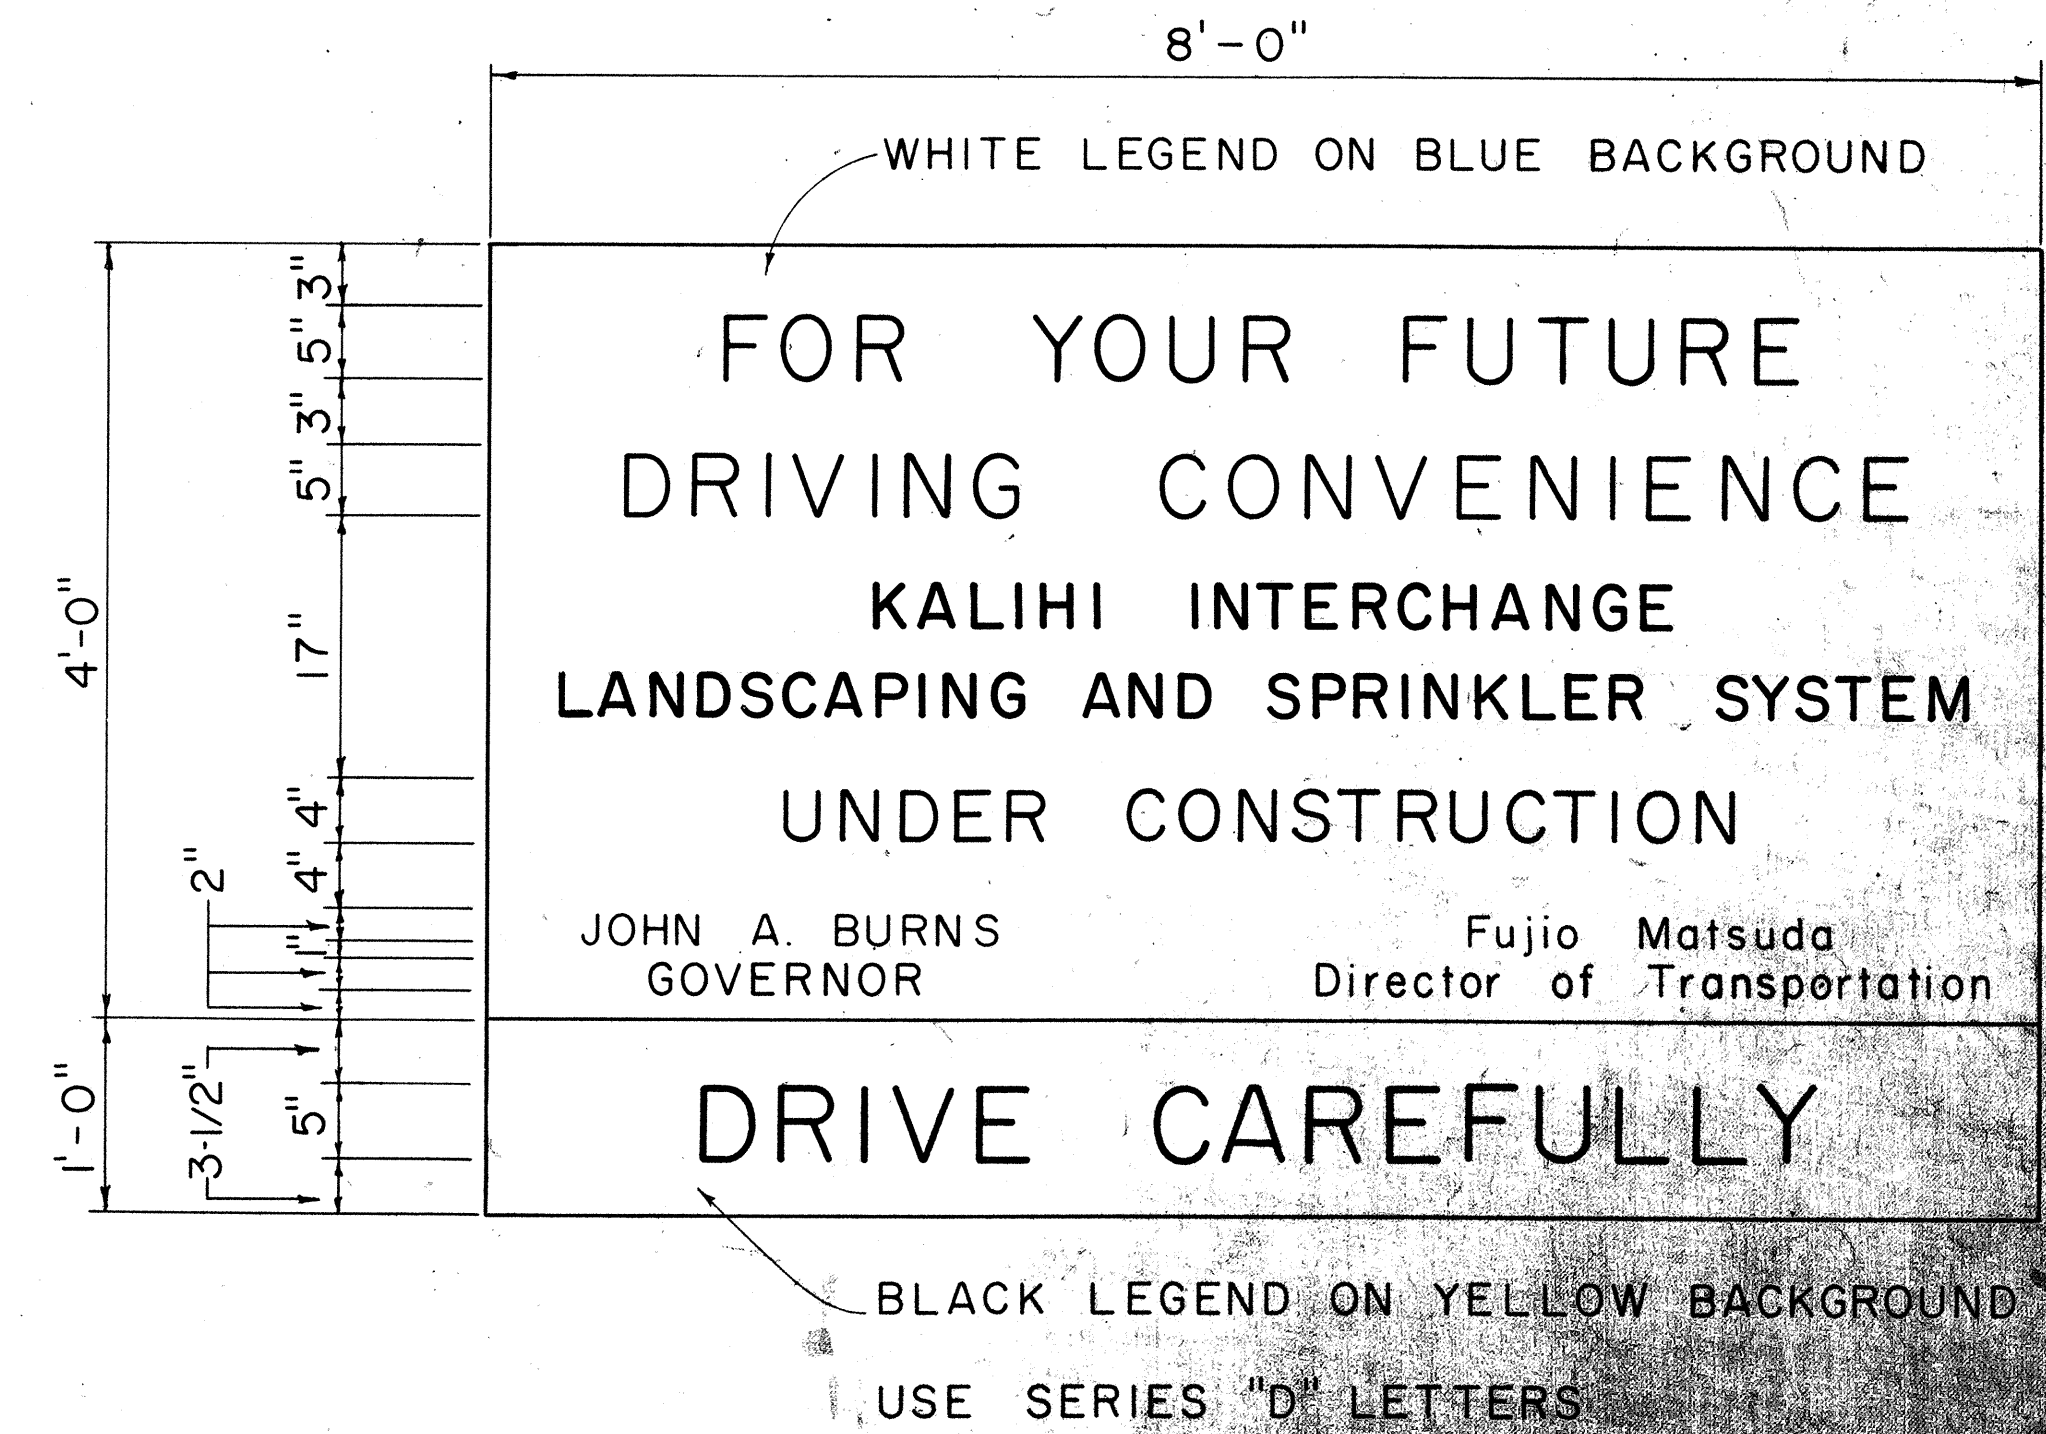 8'-0"
WHITE LEGEND ON BLUE BACKGROUND
3"
5"
3"
5"
17"
4"
4"
2"
1"
4'-0"
FOR YOUR FUTURE
DRIVING CONVENIENCE
KALIHI INTERCHANGE
LANDSCAPING AND SPRINKLER SYSTEM
UNDER CONSTRUCTION
JOHN A. BURNS
GOVERNOR
Fujio Matsuda
Director of Transportation
1'-0"
3-1/2"
5"
DRIVE CAREFULLY
BLACK LEGEND ON YELLOW BACKGROUND
USE SERIES "D" LETTERS